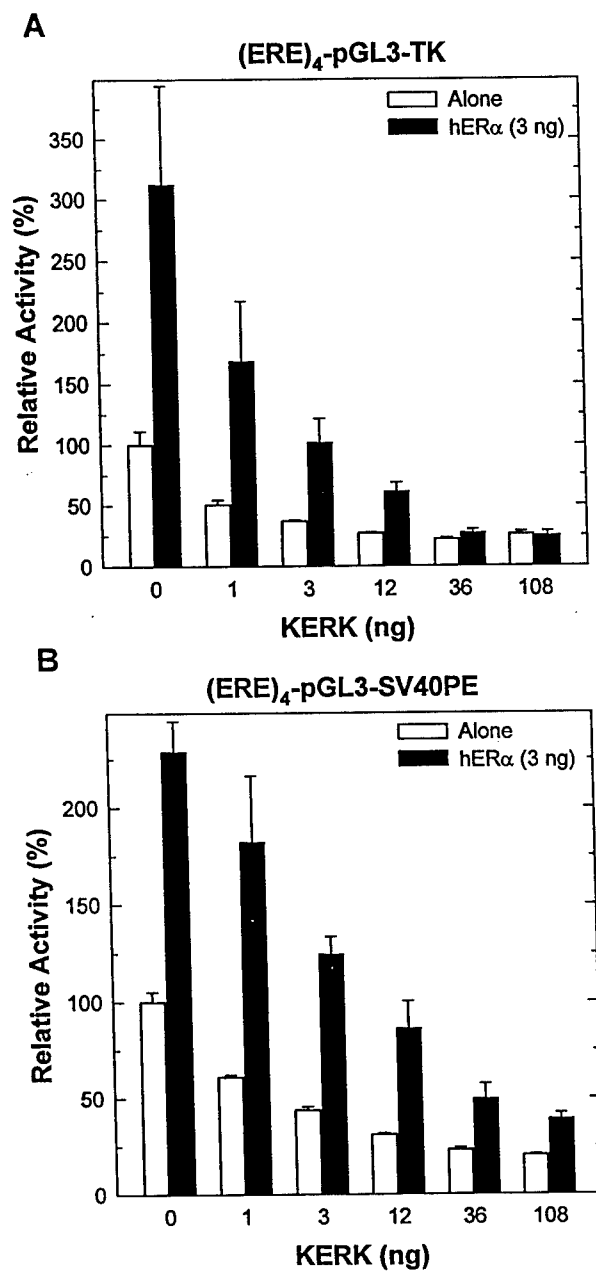 A
(ERE)4-pGL3-TK
Alone
hERα (3 ng)
Relative Activity (%)
350
300
250
200
150
100
50
0
0 1 3 12 36 108
KERK (ng)
B
(ERE)4-pGL3-SV40PE
Alone
hERα (3 ng)
Relative Activity (%)
200
150
100
50
0
0 1 3 12 36 108
KERK (ng)